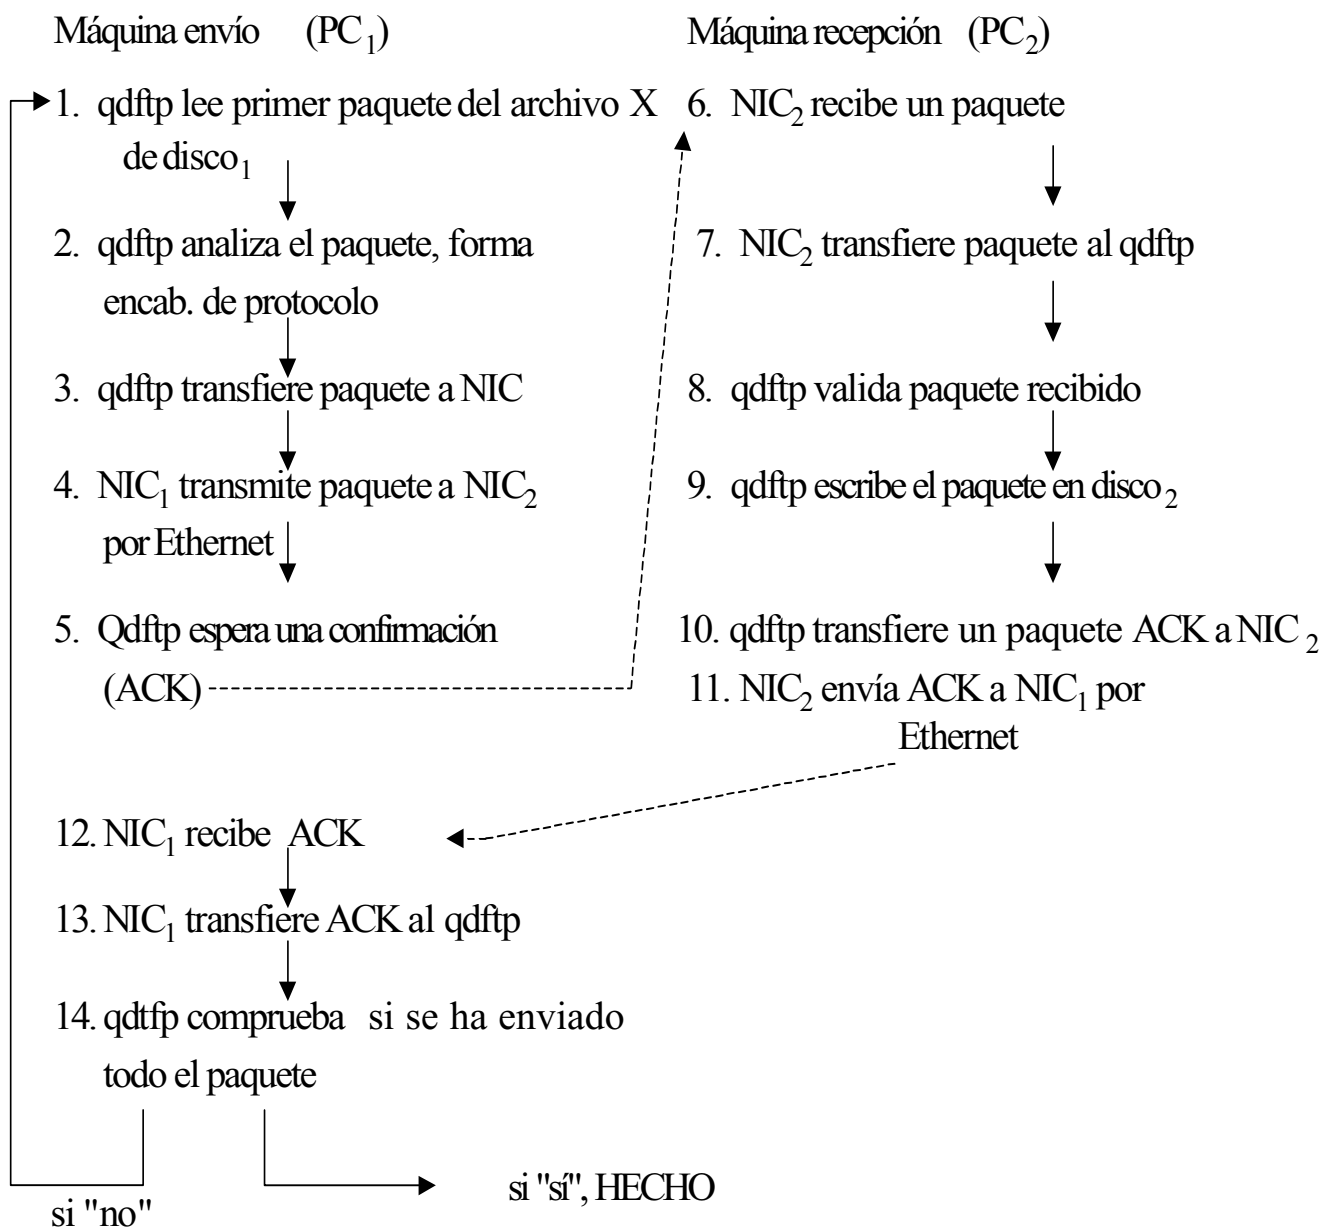 Máquina envío (PC1)
1. qdftp lee primer paquete del archivo X
de disco1
2. qdftp analiza el paquete, forma
encab. de protocolo
3. qdftp transfiere paquete a NIC
4. NIC1 transmite paquete a NIC2
por Ethernet
5. Qdftp espera una confirmación
(ACK)
Máquina recepción (PC2)
6. NIC2 recibe un paquete
7. NIC2 transfiere paquete al qdftp
8. qdftp valida paquete recibido
9. qdftp escribe el paquete en disco2
10. qdftp transfiere un paquete ACK a NIC2
11. NIC2 envía ACK a NIC1 por
Ethernet
12. NIC1 recibe ACK
13. NIC1 transfiere ACK al qdftp
14. qdtfp comprueba si se ha enviado
todo el paquete
si "no"
si "sí", HECHO